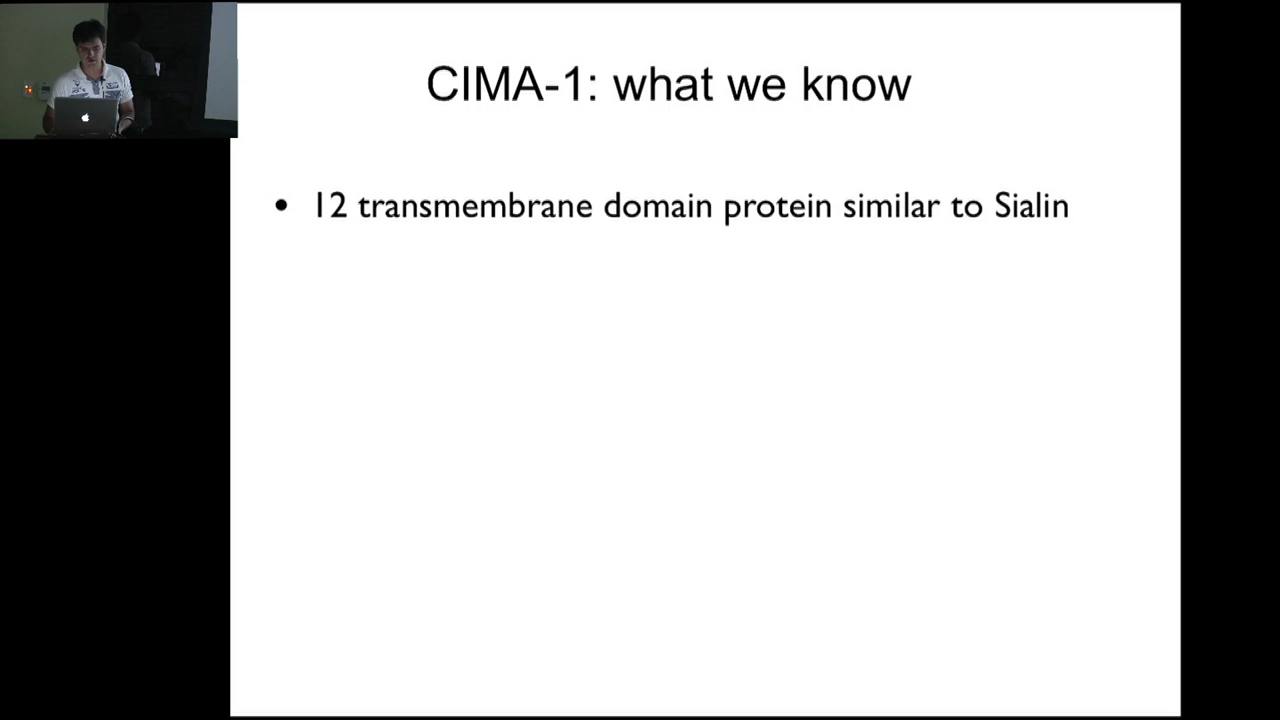 CIMA-1: what we know
• 12 transmembrane domain protein similar to Sialin